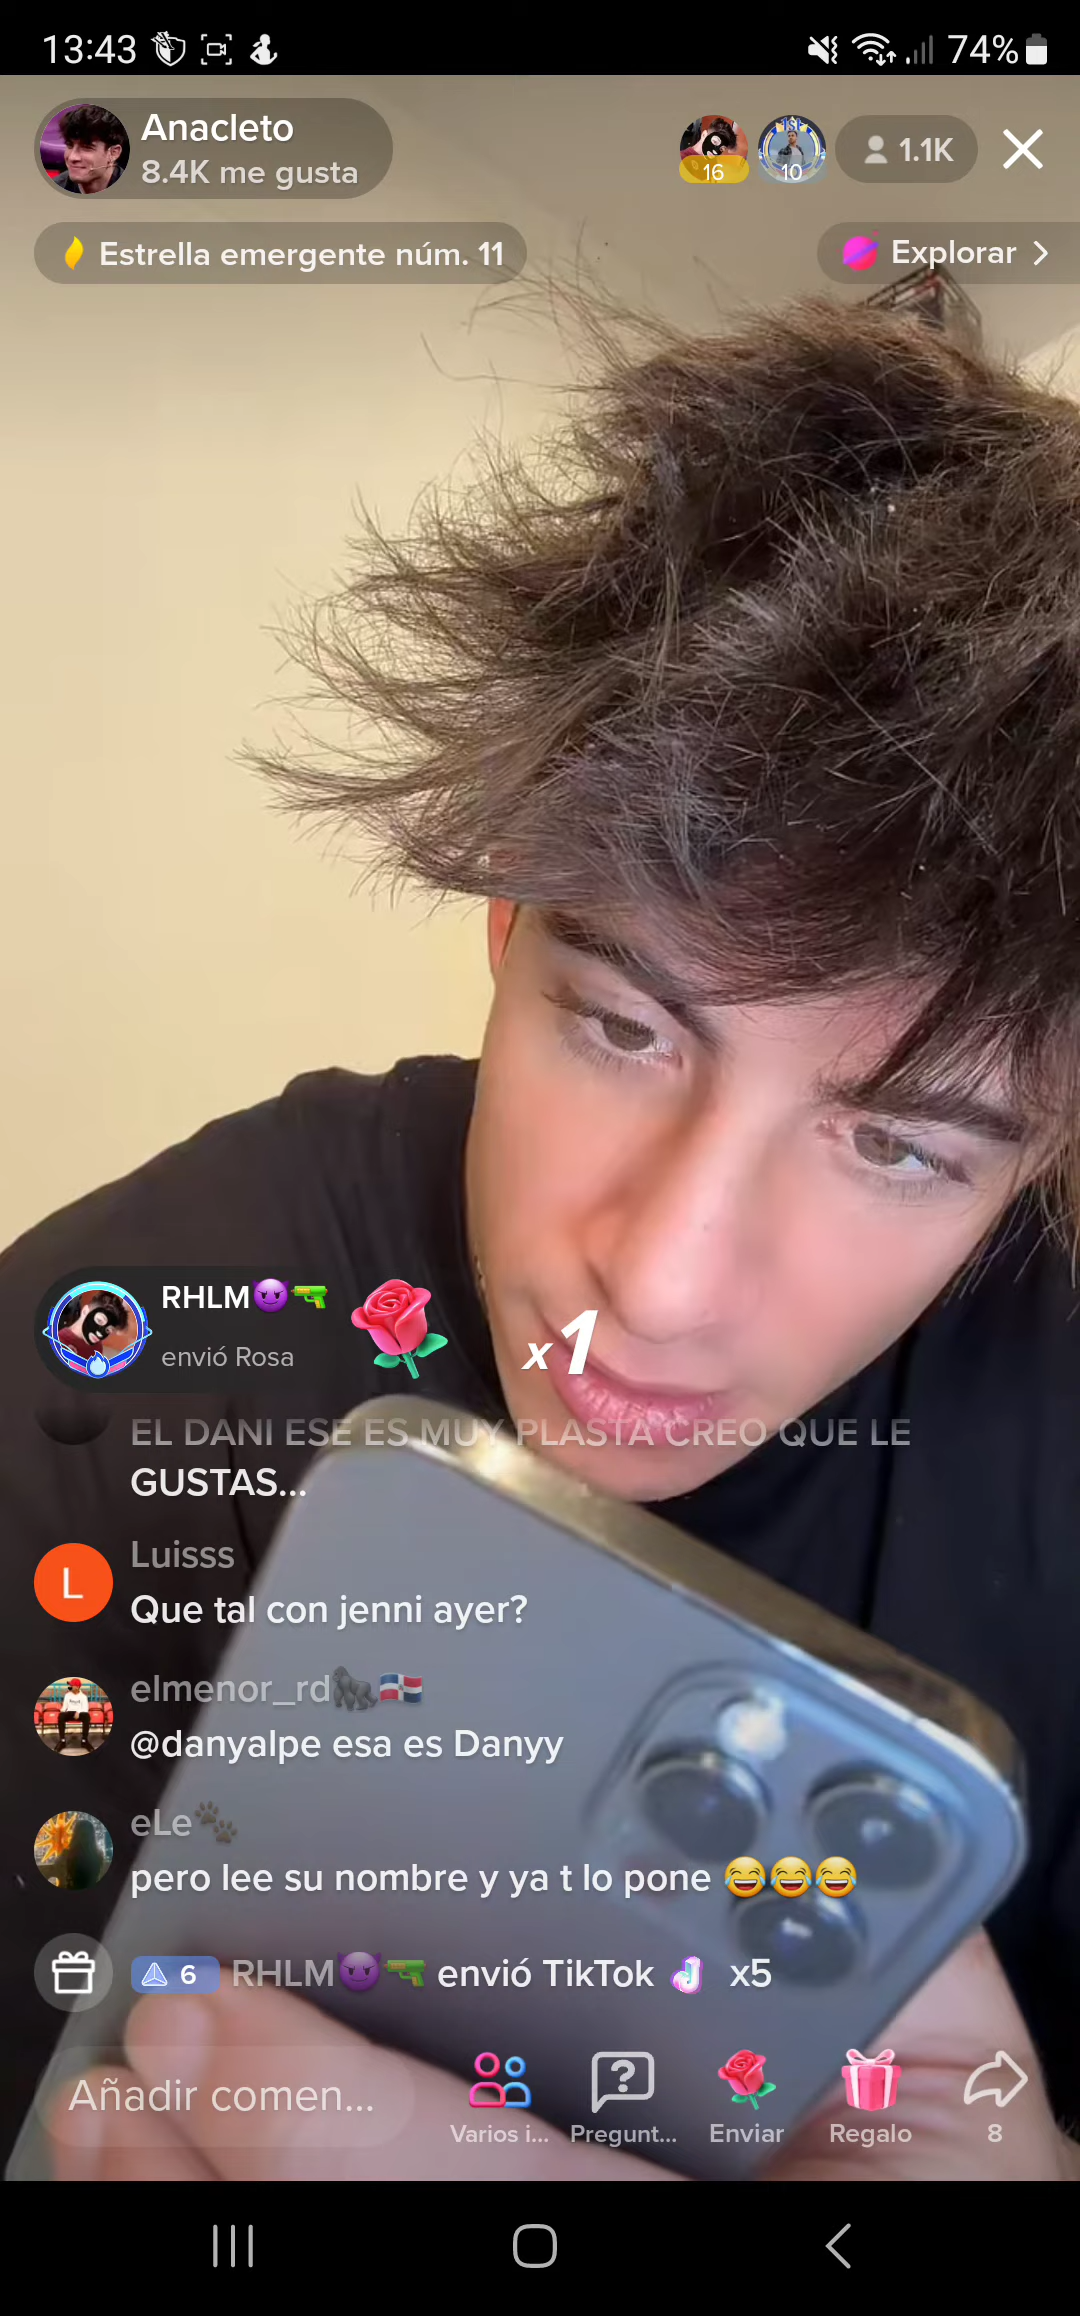 13:43
74%
Anacleto
8.4K me gusta
16
1ST
10
1.1K
Estrella emergente núm. 11
Explorar
RHLM😈🔫
envió Rosa
x1
EL DANI ESE ES MUY PLASTA CREO QUE LE
GUSTAS...
L
Luisss
Que tal con jenni ayer?
elmenor_rd🦍🇩🇴
@danyalpe esa es Danyy
eLe🐾
pero lee su nombre y ya t lo pone 😂😂😂
6 RHLM😈🔫 envió TikTok x5
Añadir comen...
Varios i...
Pregunt...
Enviar
Regalo
8